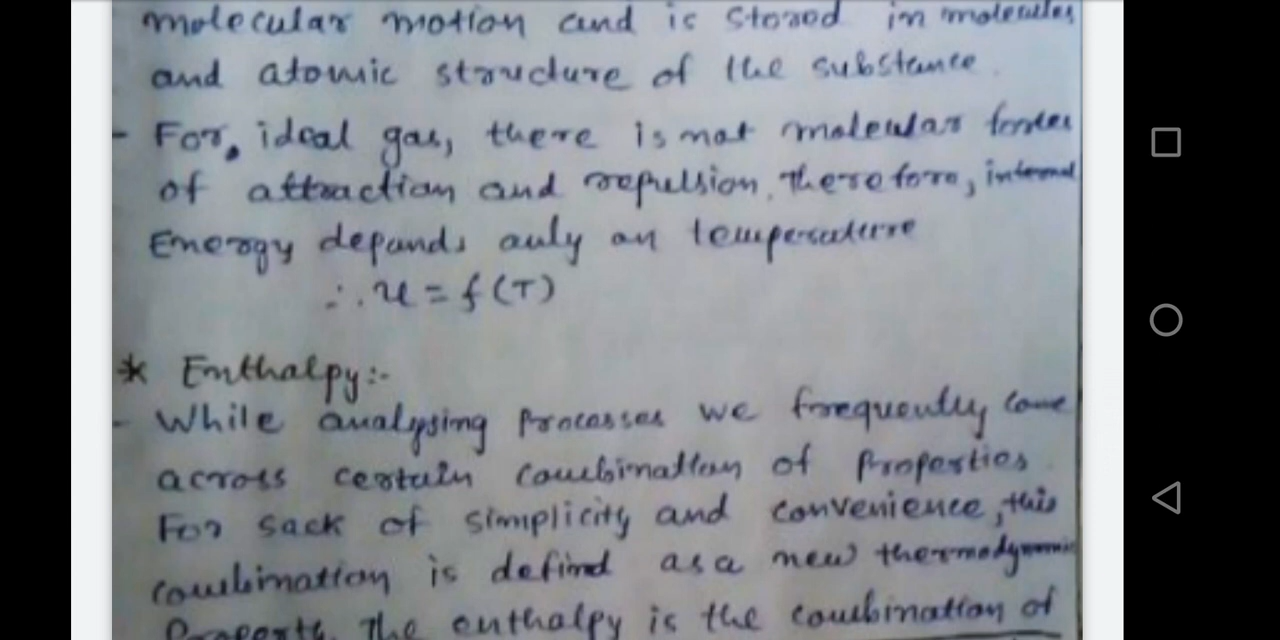 molecular motion and is stored in molecules
and atomic structure of the substance.
- For, ideal gas, there is not molecular forces
of attraction and repulsion. Therefore, internal
Energy depands only on temperature
∴ u = f(T)
* Enthalpy:-
- While analysing Processes we frequently come
across certain combination of Properties.
For sack of simplicity and convenience, this
combination is defind as a new thermodynamic
Property. The enthalpy is the combination of